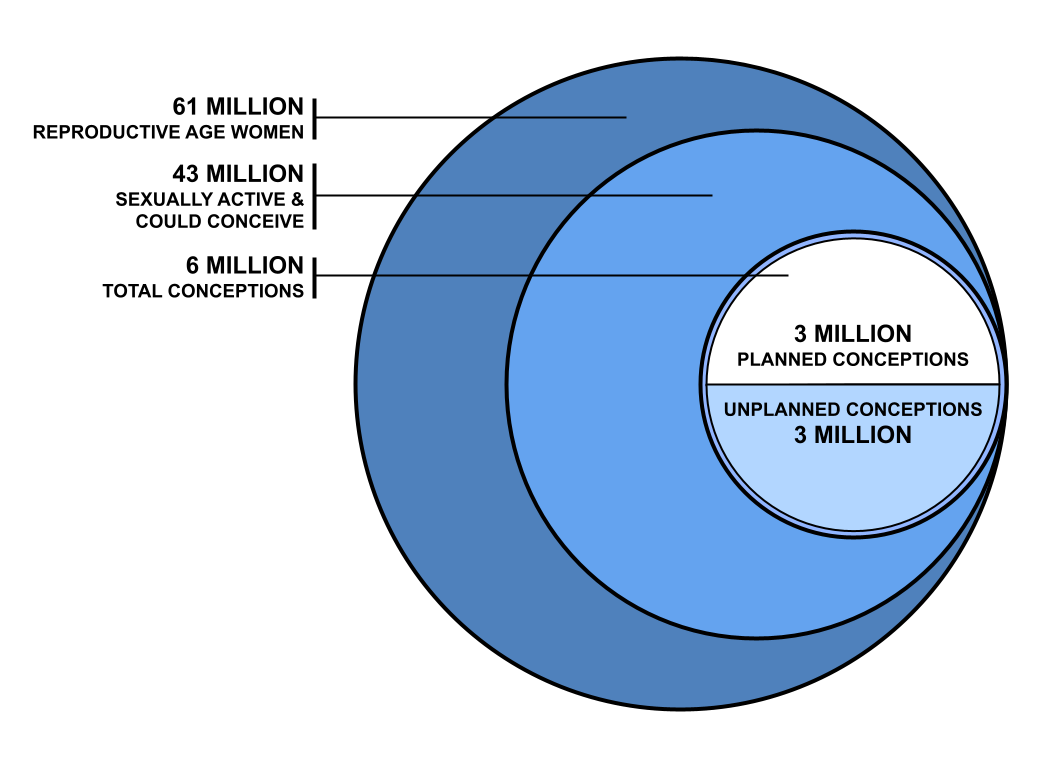 61 MILLION
REPRODUCTIVE AGE WOMEN
43 MILLION
SEXUALLY ACTIVE &
COULD CONCEIVE
6 MILLION
TOTAL CONCEPTIONS
3 MILLION
PLANNED CONCEPTIONS
UNPLANNED CONCEPTIONS
3 MILLION